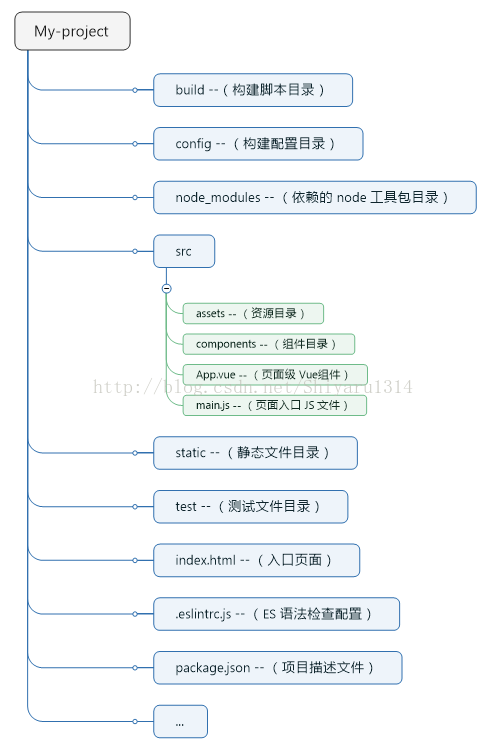 My-project
build --（构建脚本目录）
config --（构建配置目录）
node_modules --（依赖的 node 工具包目录）
src
assets --（资源目录）
components --（组件目录）
App.vue --（页面级 Vue组件）
http://blog.csdn.net/Shiyaru1314
main.js --（页面入口 JS 文件）
static --（静态文件目录）
test --（测试文件目录）
index.html --（入口页面）
.eslintrc.js --（ES 语法检查配置）
package.json --（项目描述文件）
...